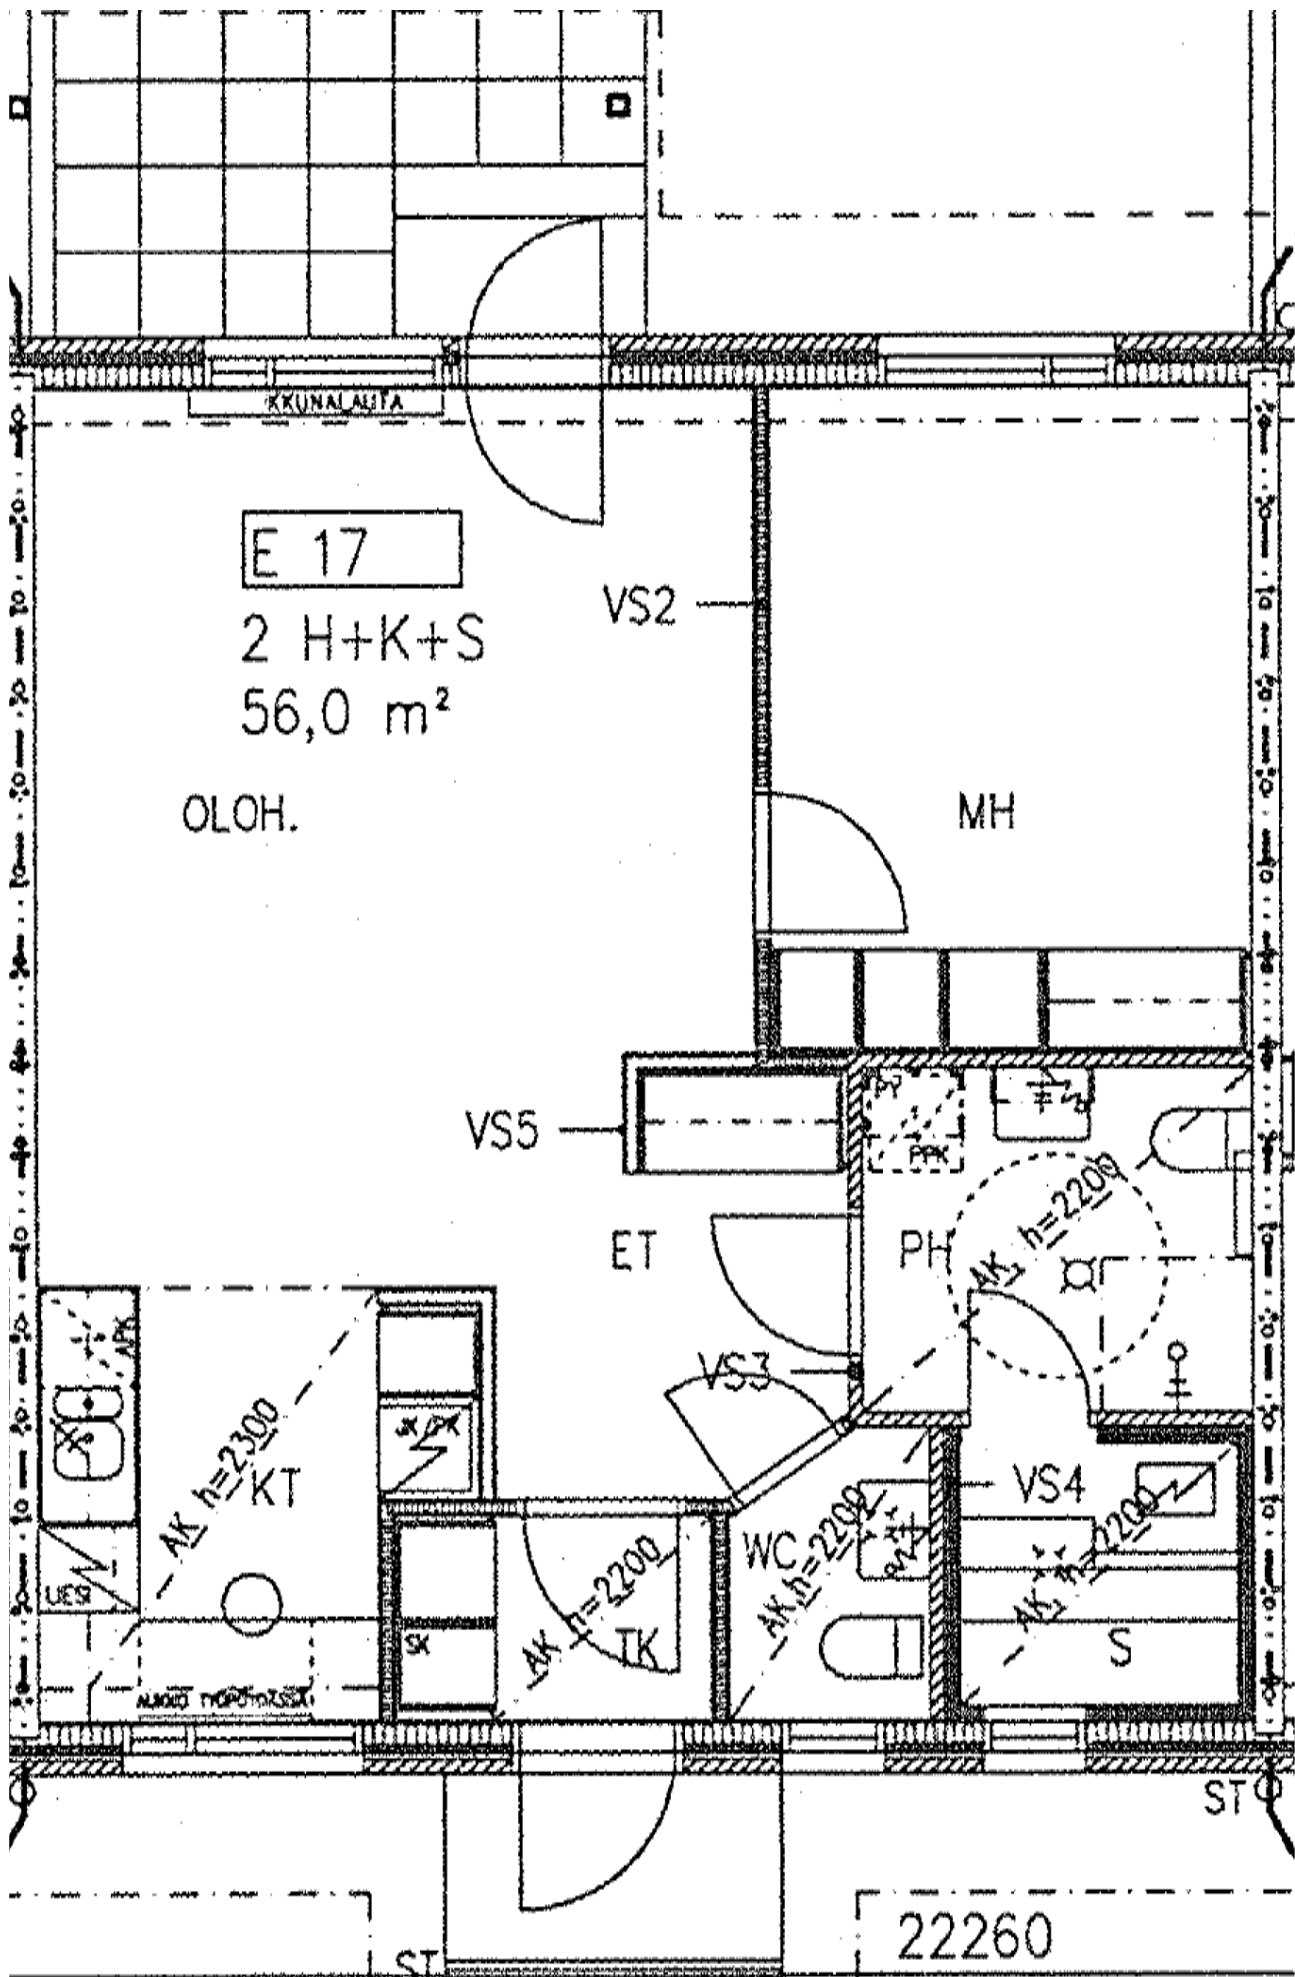 IKKUNALAUTA
E 17
2 H+K+S
56,0 m²
VS2
OLOH.
MH
VS5
PPK
ET
PH
AK h=2200
VS3
APK
AK h=2300
KT
VS4
WC
AK h=2200
AK h=2200
AK h=2200
TK
SK
S
ST
22260
ST